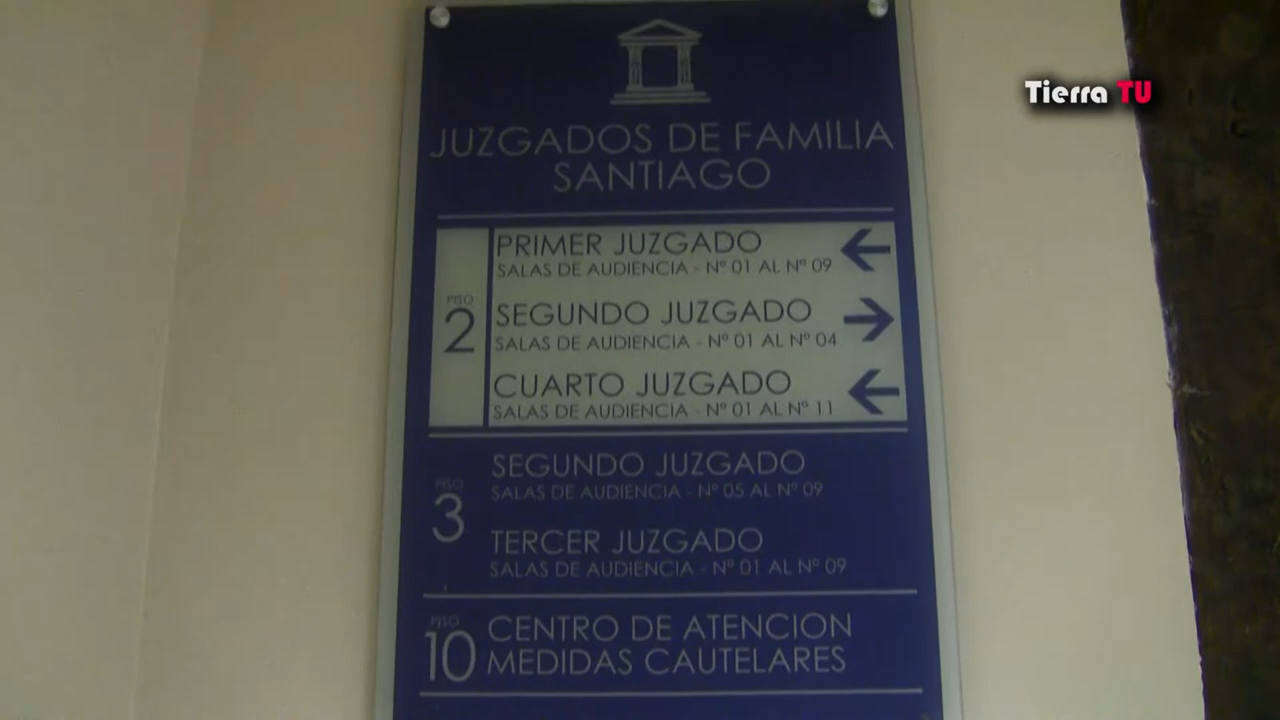 Tierra TU
JUZGADOS DE FAMILIA
SANTIAGO
PISO
2
PRIMER JUZGADO
SALAS DE AUDIENCIA - Nº 01 AL Nº 09
SEGUNDO JUZGADO
SALAS DE AUDIENCIA - Nº 01 AL Nº 04
CUARTO JUZGADO
SALAS DE AUDIENCIA - Nº 01 AL Nº 11
PISO
3
SEGUNDO JUZGADO
SALAS DE AUDIENCIA - Nº 05 AL Nº 09
TERCER JUZGADO
SALAS DE AUDIENCIA - Nº 01 AL Nº 09
PISO
10
CENTRO DE ATENCION
MEDIDAS CAUTELARES